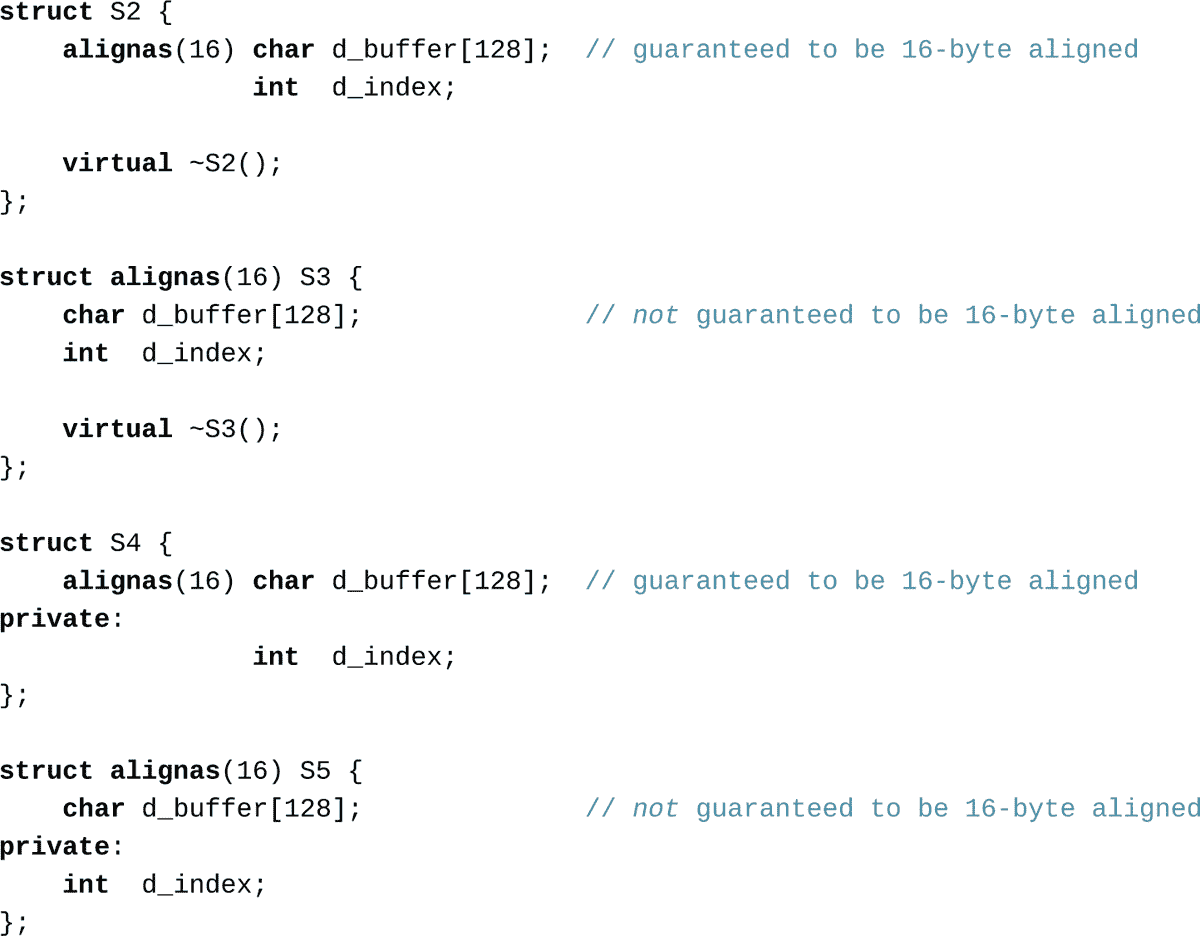 struct S2 {
    alignas(16) char d_buffer[128];  // guaranteed to be 16-byte aligned
                int  d_index;

    virtual ~S2();
};

struct alignas(16) S3 {
    char d_buffer[128];              // not guaranteed to be 16-byte aligned
    int  d_index;

    virtual ~S3();
};

struct S4 {
    alignas(16) char d_buffer[128];  // guaranteed to be 16-byte aligned
private:
                int  d_index;
};

struct alignas(16) S5 {
    char d_buffer[128];              // not guaranteed to be 16-byte aligned
private:
    int  d_index;
};